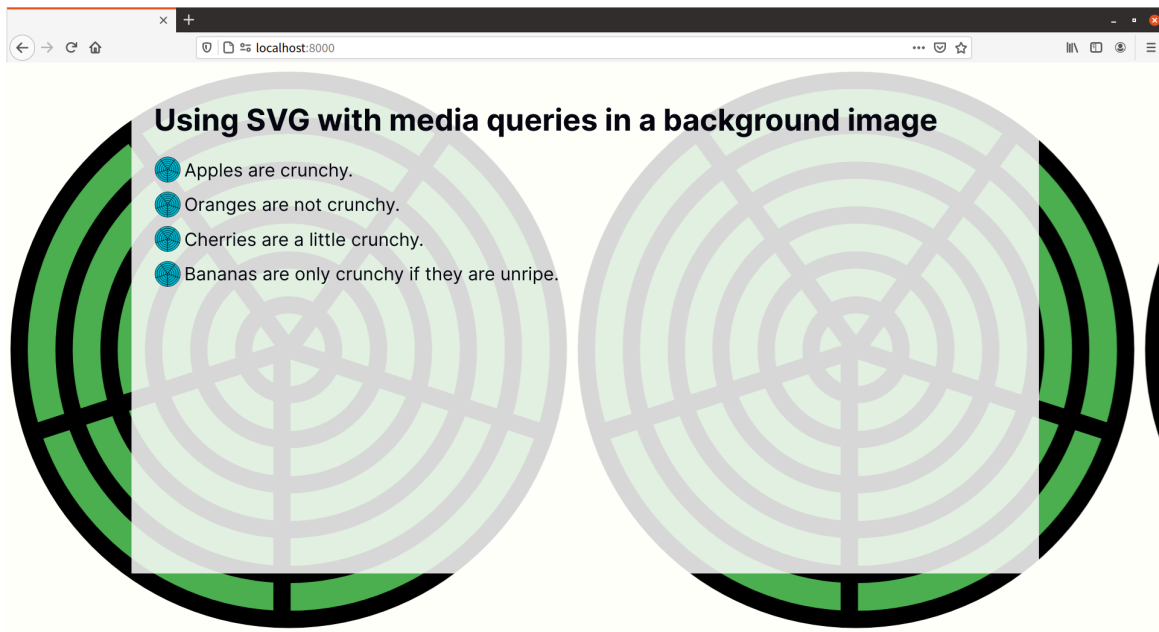 localhost:8000
Using SVG with media queries in a background image
Apples are crunchy.
Oranges are not crunchy.
Cherries are a little crunchy.
Bananas are only crunchy if they are unripe.